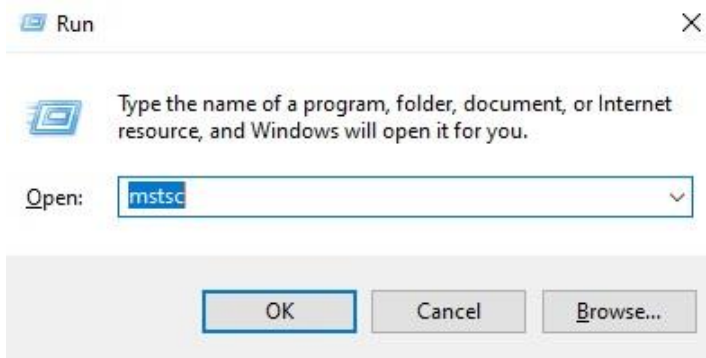 Run
Type the name of a program, folder, document, or Internet
resource, and Windows will open it for you.
Open: mstsc
OK Cancel Browse...